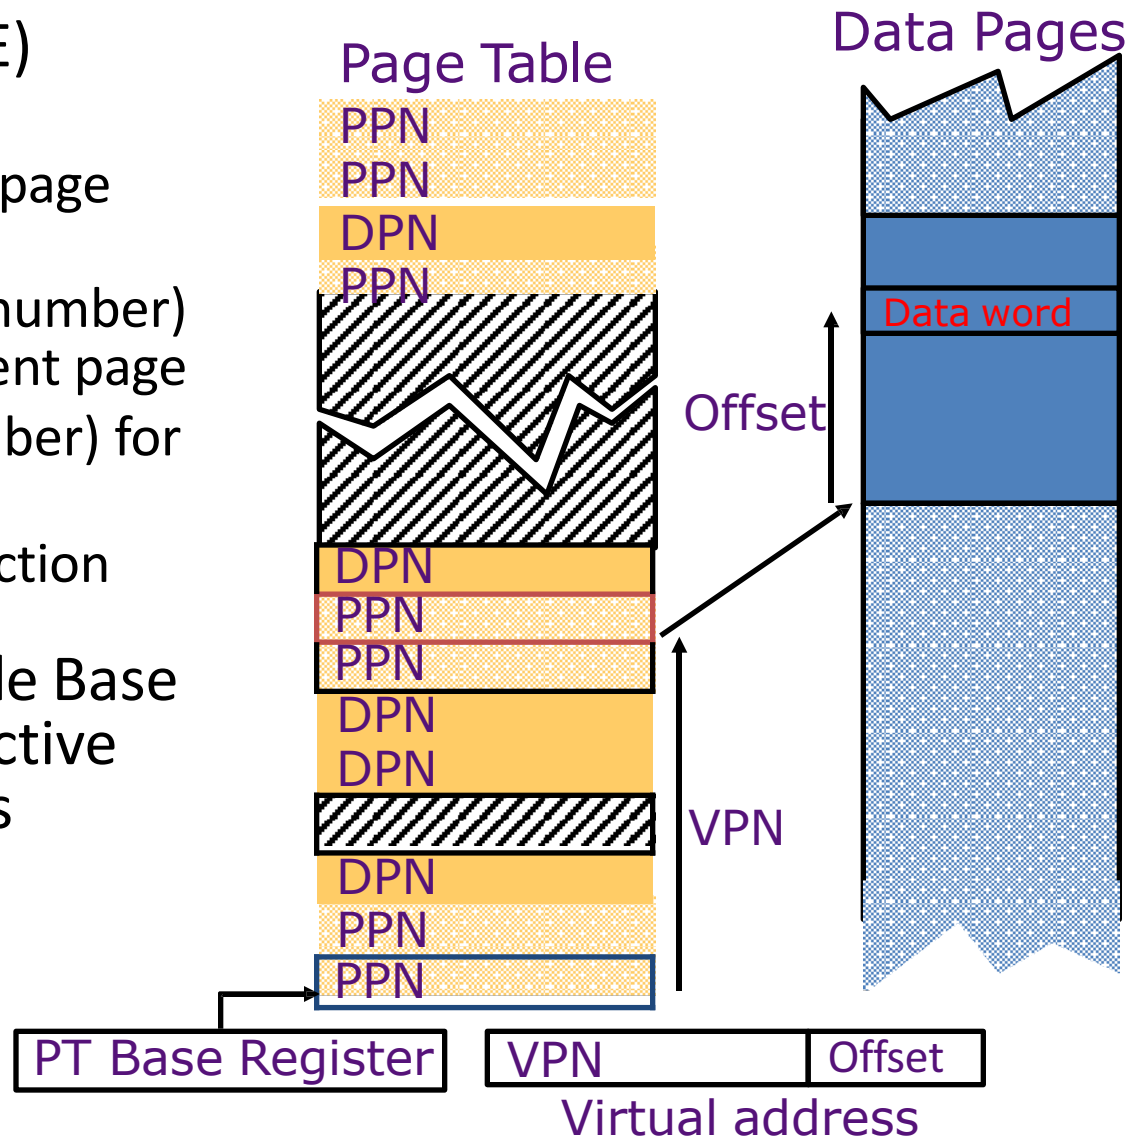 E)
page
number)
ent page
ber) for
ction
le Base
ctive
s
Page Table
PPN
PPN
DPN
PPN
DPN
PPN
PPN
DPN
DPN
DPN
PPN
PPN
PT Base Register
Data Pages
Data word
Offset
VPN
VPN
Offset
Virtual address